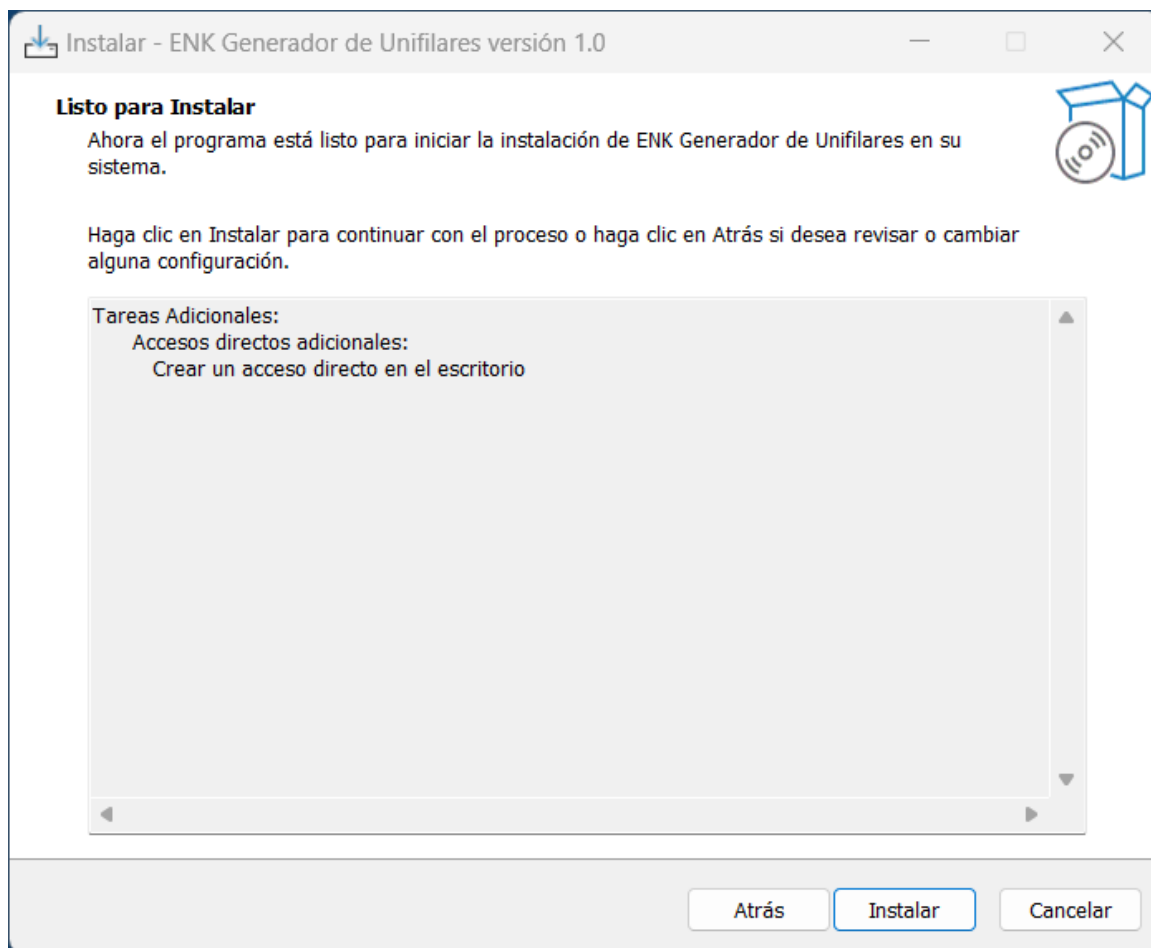 Instalar - ENK Generador de Unifilares versión 1.0
Listo para Instalar
Ahora el programa está listo para iniciar la instalación de ENK Generador de Unifilares en su
sistema.
Haga clic en Instalar para continuar con el proceso o haga clic en Atrás si desea revisar o cambiar
alguna configuración.
Tareas Adicionales:
Accesos directos adicionales:
Crear un acceso directo en el escritorio
Atrás
Instalar
Cancelar